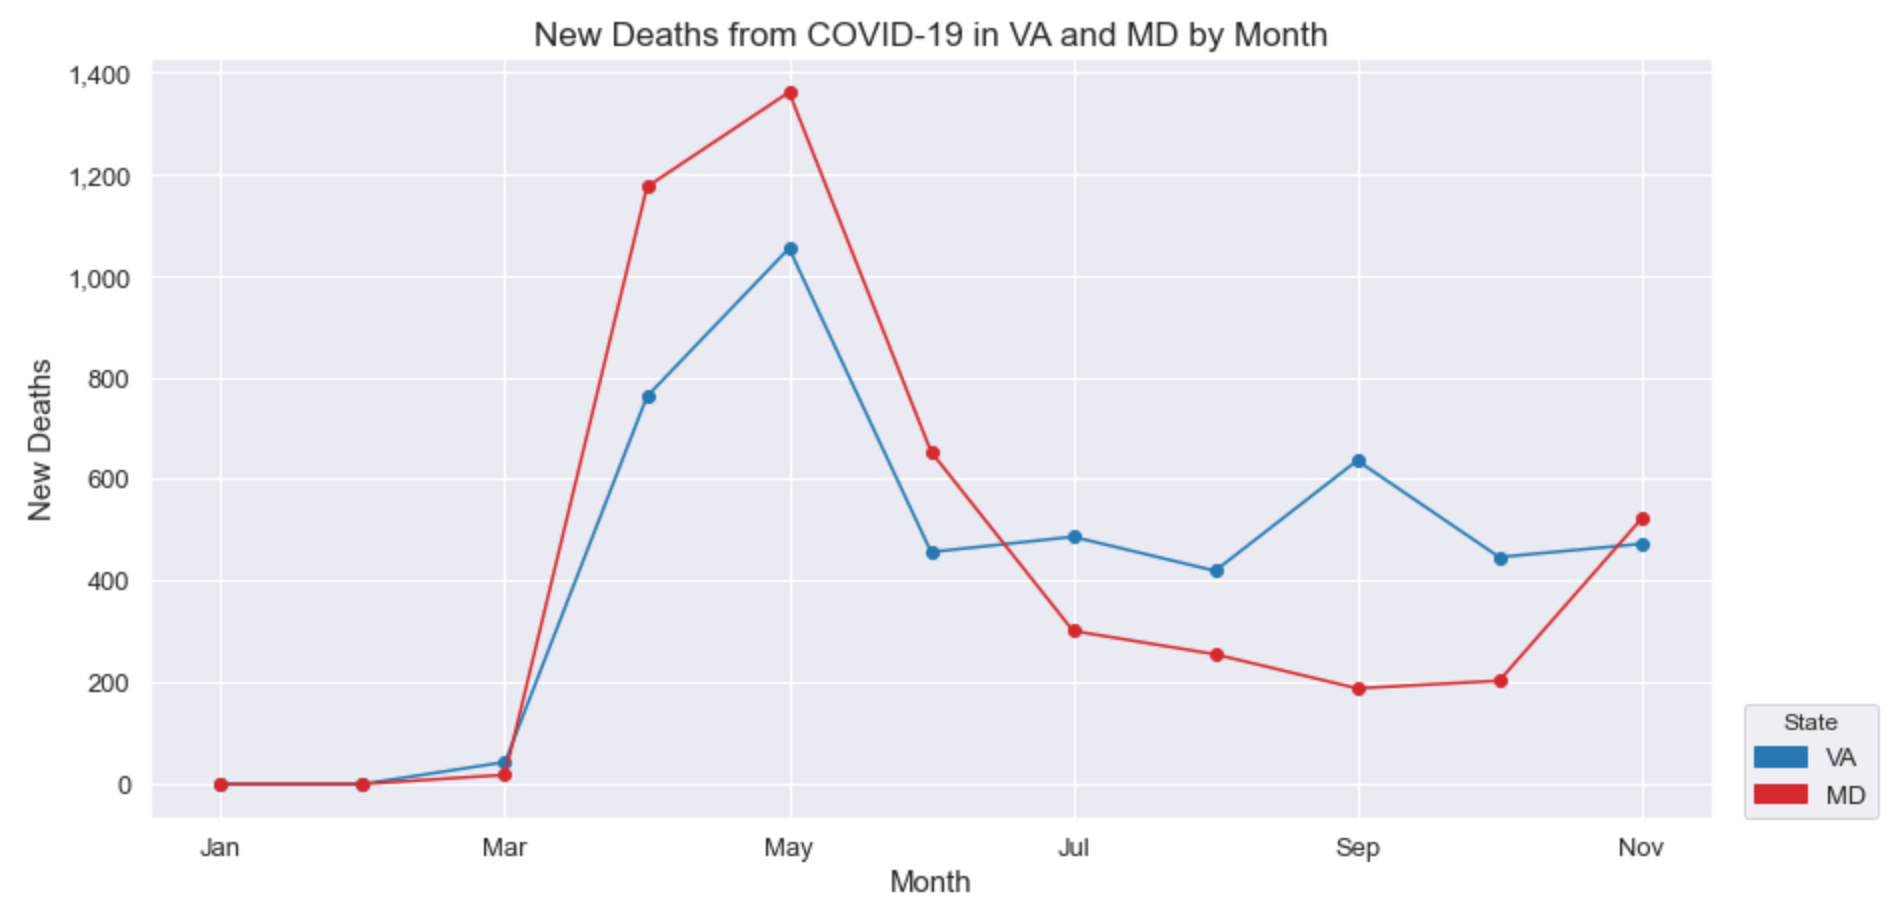 New Deaths from COVID-19 in VA and MD by Month
1,400
1,200
1,000
800
600
400
200
0
New Deaths
Jan Mar May Jul Sep Nov
Month
State
VA
MD